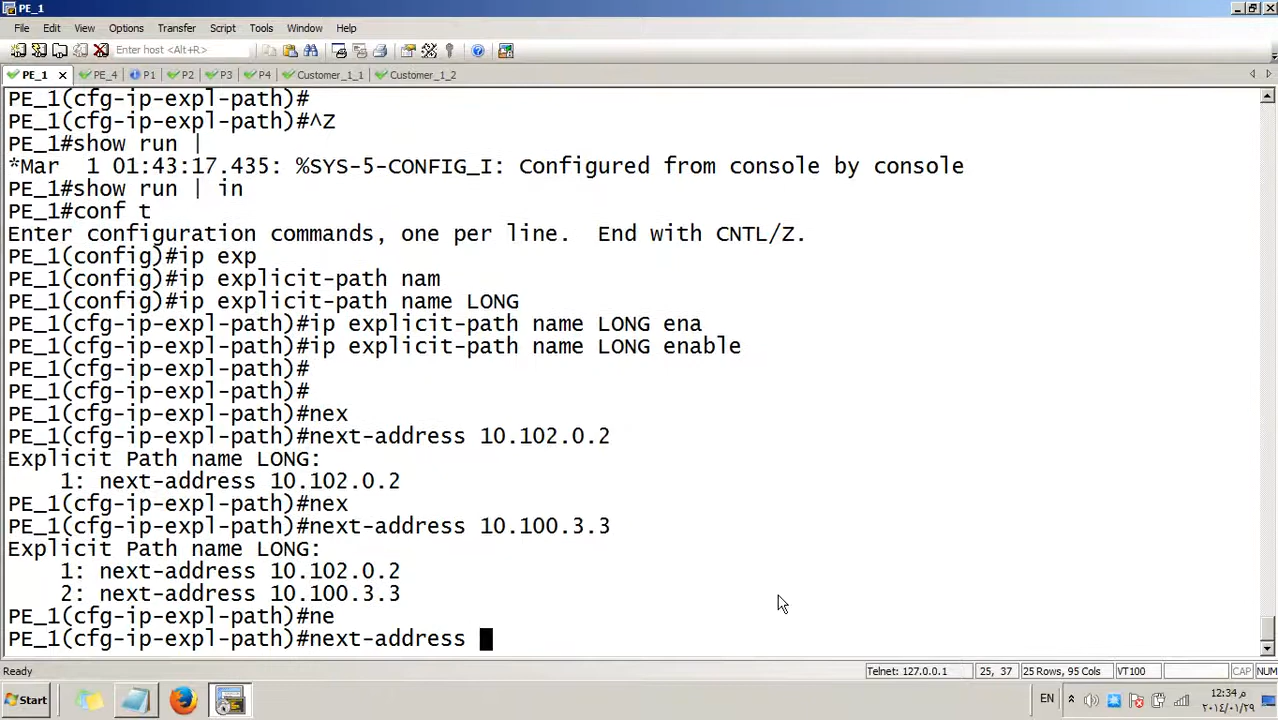 PE_1
File Edit View Options Transfer Script Tools Window Help
Enter host <Alt+R>
PE_1 PE_4 P1 P2 P3 P4 Customer_1_1 Customer_1_2
PE_1(cfg-ip-expl-path)#
PE_1(cfg-ip-expl-path)#^Z
PE_1#show run |
*Mar  1 01:43:17.435: %SYS-5-CONFIG_I: Configured from console by console
PE_1#show run | in
PE_1#conf t
Enter configuration commands, one per line.  End with CNTL/Z.
PE_1(config)#ip exp
PE_1(config)#ip explicit-path nam
PE_1(config)#ip explicit-path name LONG
PE_1(cfg-ip-expl-path)#ip explicit-path name LONG ena
PE_1(cfg-ip-expl-path)#ip explicit-path name LONG enable
PE_1(cfg-ip-expl-path)#
PE_1(cfg-ip-expl-path)#
PE_1(cfg-ip-expl-path)#nex
PE_1(cfg-ip-expl-path)#next-address 10.102.0.2
Explicit Path name LONG:
    1: next-address 10.102.0.2
PE_1(cfg-ip-expl-path)#nex
PE_1(cfg-ip-expl-path)#next-address 10.100.3.3
Explicit Path name LONG:
    1: next-address 10.102.0.2
    2: next-address 10.100.3.3
PE_1(cfg-ip-expl-path)#ne
PE_1(cfg-ip-expl-path)#next-address
Ready Telnet: 127.0.0.1 25, 37 25 Rows, 95 Cols VT100 CAP NUM
Start EN 12:34 م
٢٠١٤/٠١/٢٩